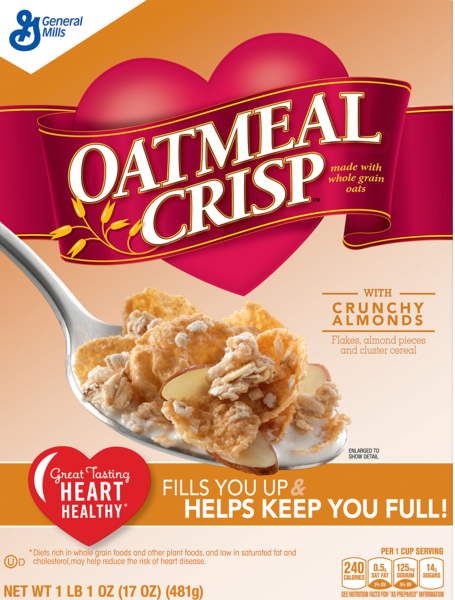 General
Mills
OATMEAL
CRISP™
made with
whole grain
oats
WITH
CRUNCHY
ALMONDS
Flakes, almond pieces
and cluster cereal
ENLARGED TO
SHOW DETAIL
Great Tasting
HEART
HEALTHY*
FILLS YOU UP &
HELPS KEEP YOU FULL!
*Diets rich in whole grain foods and other plant foods, and low in saturated fat and
cholesterol, may help reduce the risk of heart disease.
U D
PER 1 CUP SERVING
240 CALORIES
0.5g SAT FAT 3% DV
125mg SODIUM
14g SUGARS
SEE NUTRITION FACTS FOR "AS PREPARED" INFORMATION
NET WT 1 LB 1 OZ (17 OZ) (481g)